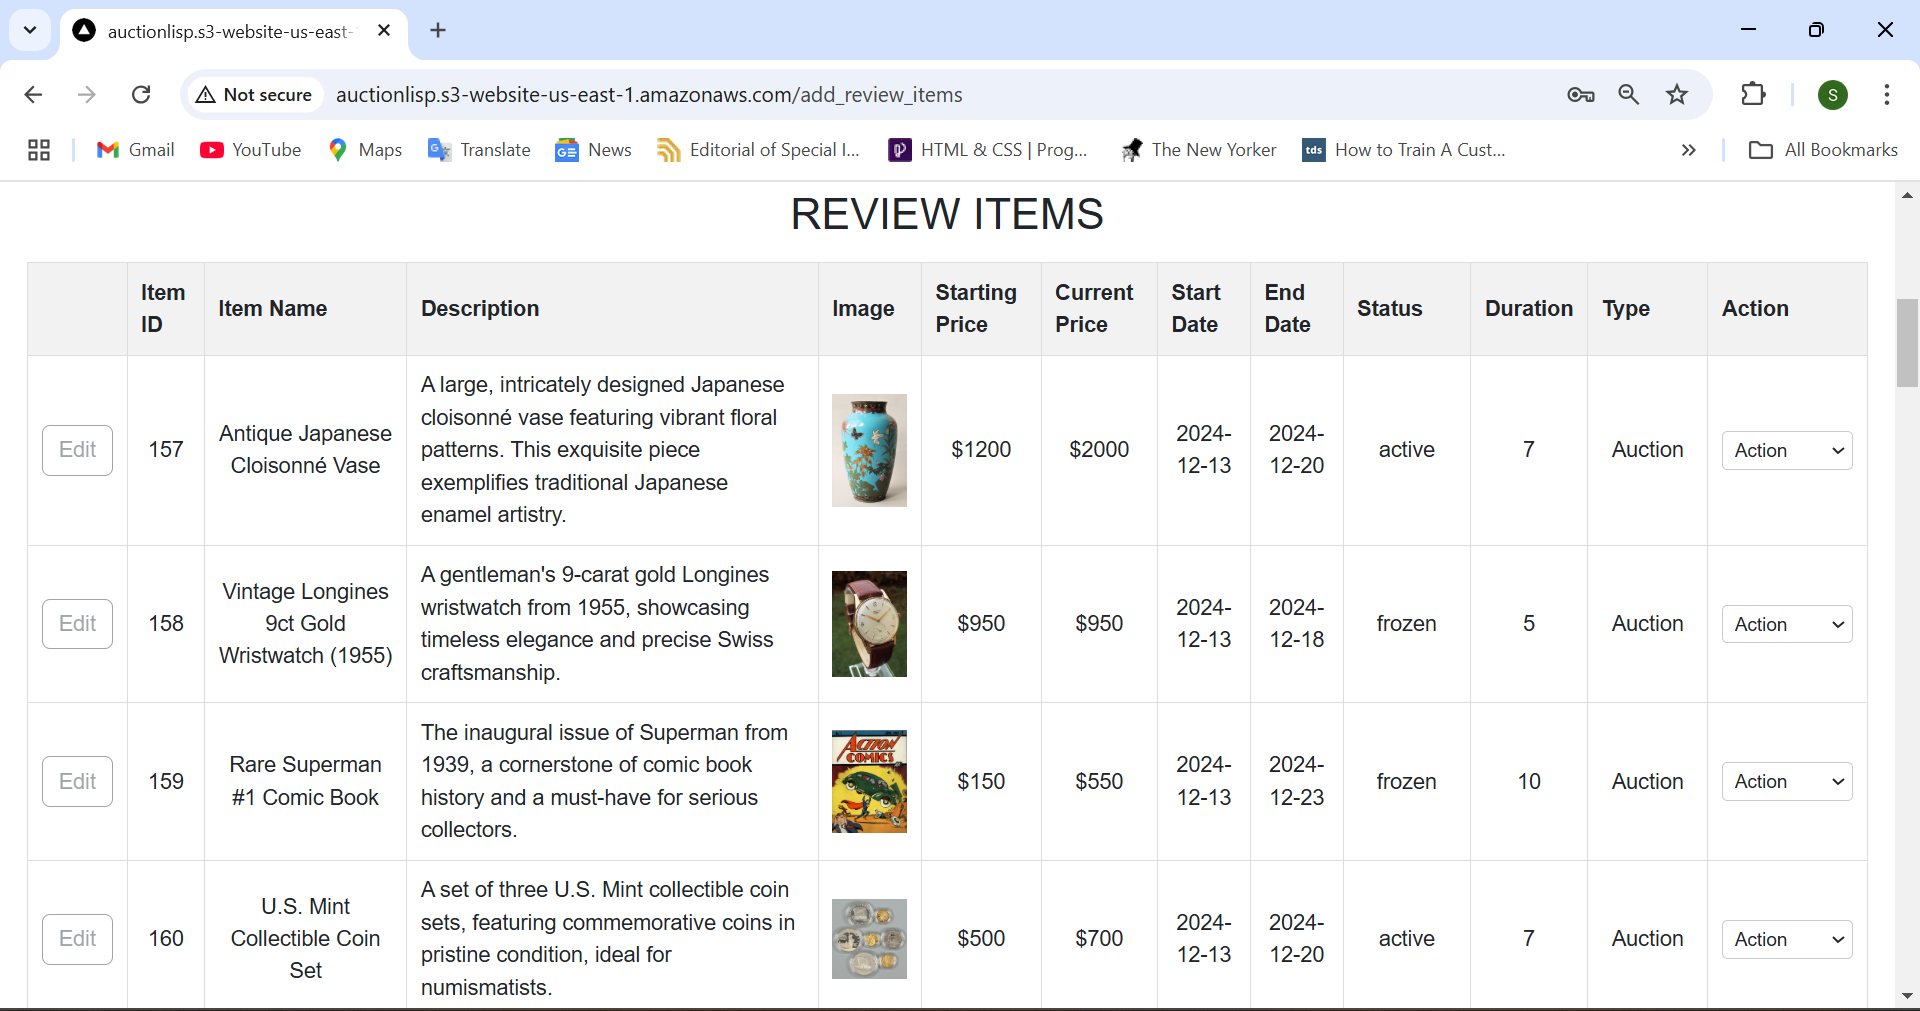 auctionlisp.s3-website-us-east-
Not secure
auctionlisp.s3-website-us-east-1.amazonaws.com/add_review_items
S
Gmail
YouTube
Maps
Translate
News
Editorial of Special I...
HTML & CSS | Prog...
tds
The New Yorker
How to Train A Cust...
All Bookmarks
REVIEW ITEMS
Item
ID
Item Name
Description
Image
Starting
Price
Current
Price
Start
Date
End
Date
Status
Duration
Type
Action
Edit
157
Antique Japanese
Cloisonné Vase
A large, intricately designed Japanese
cloisonné vase featuring vibrant floral
patterns. This exquisite piece
exemplifies traditional Japanese
enamel artistry.
$1200
$2000
2024-
12-13
2024-
12-20
active
7
Auction
Action
Edit
158
Vintage Longines
9ct Gold
Wristwatch (1955)
A gentleman's 9-carat gold Longines
wristwatch from 1955, showcasing
timeless elegance and precise Swiss
craftsmanship.
$950
$950
2024-
12-13
2024-
12-18
frozen
5
Auction
Action
Edit
159
Rare Superman
#1 Comic Book
The inaugural issue of Superman from
1939, a cornerstone of comic book
history and a must-have for serious
collectors.
ACTION
COMICS
$150
$550
2024-
12-13
2024-
12-23
frozen
10
Auction
Action
Edit
160
U.S. Mint
Collectible Coin
Set
A set of three U.S. Mint collectible coin
sets, featuring commemorative coins in
pristine condition, ideal for
numismatists.
$500
$700
2024-
12-13
2024-
12-20
active
7
Auction
Action